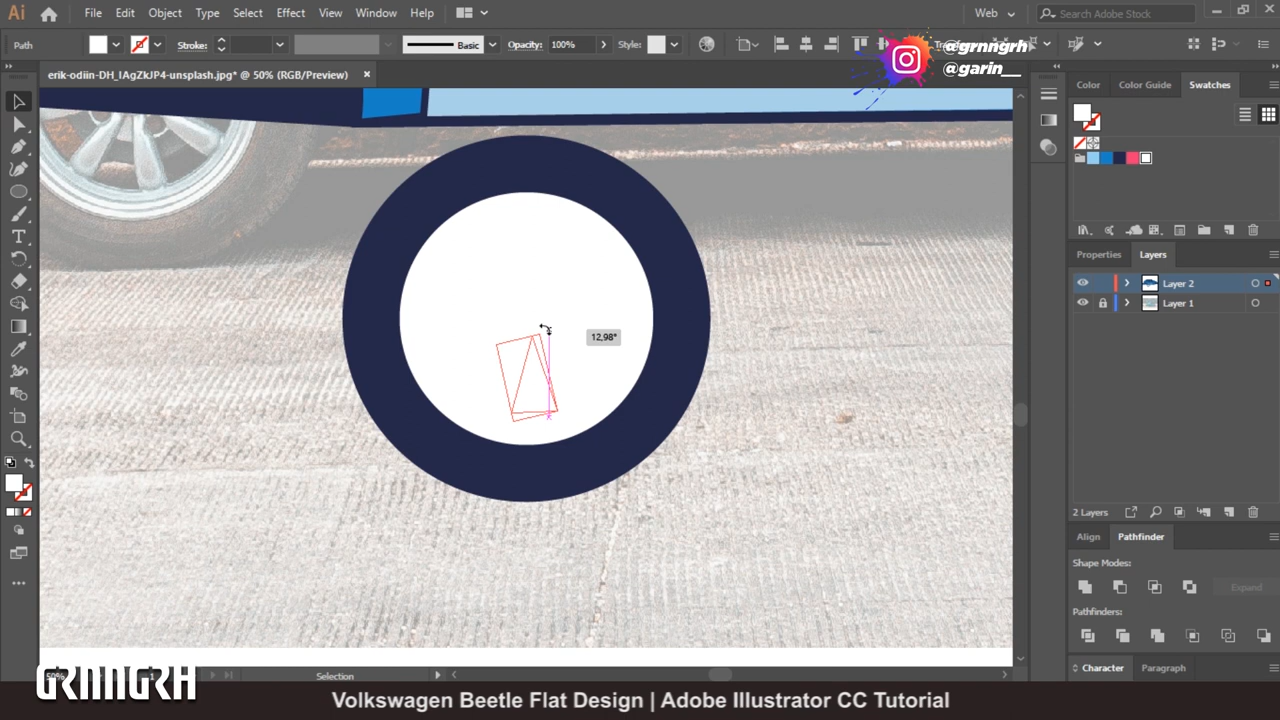 Ai File Edit Object Type Select Effect View Window Help Web Search Adobe Stock
Path Stroke: Basic Opacity: 100% Style:
@grnngrh
@garin__
erik-odiin-DH_IAgZkJP4-unsplash.jpg* @ 50% (RGB/Preview) ×
Color Color Guide Swatches
Properties Layers
Layer 2
Layer 1
12,98°
2 Layers
Align Pathfinder
Shape Modes:
Expand
Pathfinders:
Character Paragraph
50% 1 Selection
GRNNGRH
Volkswagen Beetle Flat Design | Adobe Illustrator CC Tutorial